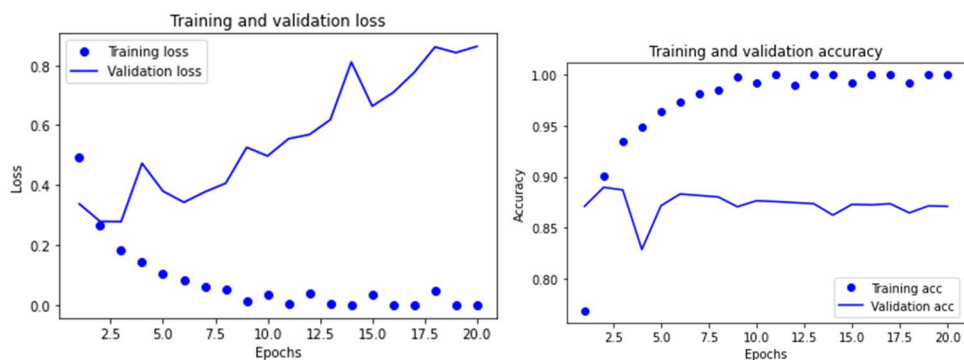 Training and validation loss
Training loss
Validation loss
0.8
0.6
0.4
0.2
0.0
Loss
2.5 5.0 7.5 10.0 12.5 15.0 17.5 20.0
Epochs
Training and validation accuracy
1.00
0.95
0.90
0.85
0.80
Accuracy
Training acc
Validation acc
2.5 5.0 7.5 10.0 12.5 15.0 17.5 20.0
Epochs